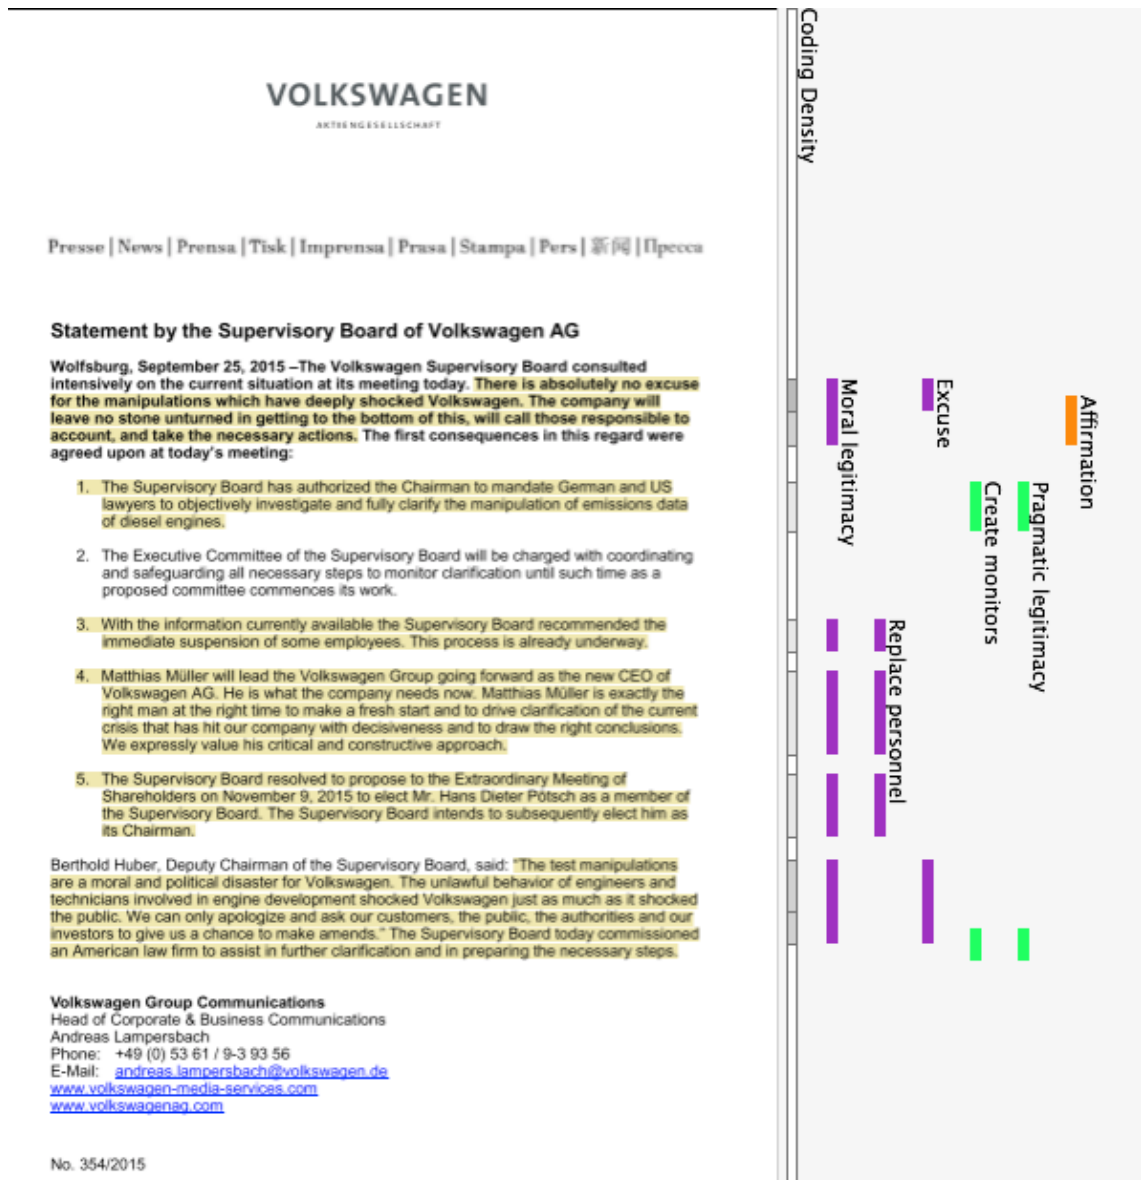 VOLKSWAGEN
AKTIENGESELLSCHAFT
Presse | News | Prensa | Tisk | Imprensa | Prasa | Stampa | Pers | 新闻 | Пресса
Statement by the Supervisory Board of Volkswagen AG
Wolfsburg, September 25, 2015 –The Volkswagen Supervisory Board consulted
intensively on the current situation at its meeting today. There is absolutely no excuse
for the manipulations which have deeply shocked Volkswagen. The company will
leave no stone unturned in getting to the bottom of this, will call those responsible to
account, and take the necessary actions. The first consequences in this regard were
agreed upon at today's meeting:
1. The Supervisory Board has authorized the Chairman to mandate German and US
lawyers to objectively investigate and fully clarify the manipulation of emissions data
of diesel engines.
2. The Executive Committee of the Supervisory Board will be charged with coordinating
and safeguarding all necessary steps to monitor clarification until such time as a
proposed committee commences its work.
3. With the information currently available the Supervisory Board recommended the
immediate suspension of some employees. This process is already underway.
4. Matthias Müller will lead the Volkswagen Group going forward as the new CEO of
Volkswagen AG. He is what the company needs now. Matthias Müller is exactly the
right man at the right time to make a fresh start and to drive clarification of the current
crisis that has hit our company with decisiveness and to draw the right conclusions.
We expressly value his critical and constructive approach.
5. The Supervisory Board resolved to propose to the Extraordinary Meeting of
Shareholders on November 9, 2015 to elect Mr. Hans Dieter Pötsch as a member of
the Supervisory Board. The Supervisory Board intends to subsequently elect him as
its Chairman.
Berthold Huber, Deputy Chairman of the Supervisory Board, said: "The test manipulations
are a moral and political disaster for Volkswagen. The unlawful behavior of engineers and
technicians involved in engine development shocked Volkswagen just as much as it shocked
the public. We can only apologize and ask our customers, the public, the authorities and our
investors to give us a chance to make amends." The Supervisory Board today commissioned
an American law firm to assist in further clarification and in preparing the necessary steps.
Volkswagen Group Communications
Head of Corporate & Business Communications
Andreas Lampersbach
Phone: +49 (0) 53 61 / 9-3 93 56
E-Mail: andreas.lampersbach@volkswagen.de
www.volkswagen-media-services.com
www.volkswagenag.com
No. 354/2015
Coding Density
Moral legitimacy
Replace personnel
Excuse
Create monitors
Pragmatic legitimacy
Affirmation